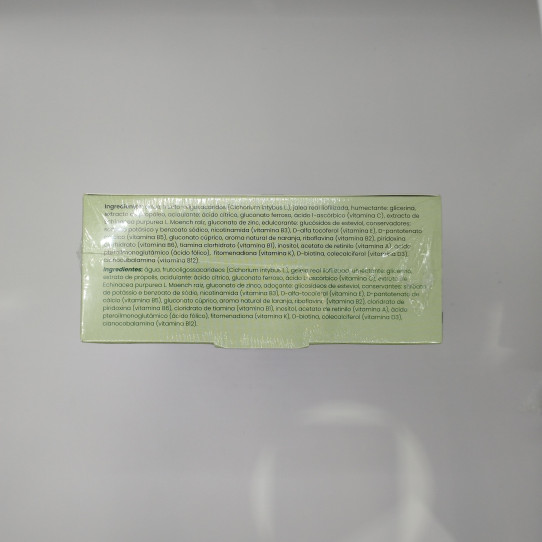 Ingredientes: fructooligosacáridos (Cichorium intybus L.), jalea real liofilizada, humectante: glicerina,
extracto de propóleo, acidulante: ácido cítrico, gluconato ferroso, ácido l-ascórbico (vitamina C), extracto de
purpurea L. Moench raíz, gluconato de zinc, edulcorante: glucósidos de esteviol, conservadores:
potásico y benzoato sódico, nicotinamida (vitamina B3), D-alfa tocoferol (vitamina E), D-pantotenato
(vitamina B5), gluconato cúprico, aroma natural de naranja, riboflavina (vitamina B2), piridoxina
(vitamina B6), tiamina clorhidrato (vitamina B1), inositol, acetato de retinilo (vitamina A), ácido
pteroilmonoglutámico (ácido fólico), fitomenadiona (vitamina K), D-biotina, colecalciferol (vitamina D3),
cianocobalamina (vitamina B12).
Ingredientes: água, frutooligossacarídeos (Cichorium intybus L.), geleia real liofilizada, glicerina,
extrato de própolis, acidulante: ácido cítrico, gluconato ferroso, ácido L-ascórbico (vitamina C), extrato de
Echinacea purpurea L. Moench raiz, gluconato de zinco, adoçante: glicosídeos de esteviol, conservantes:
de potássio e benzoato de sódio, nicotinamida (vitamina B3), D-alfa-tocoferol (vitamina E), D-pantotenato de
cálcio (vitamina B5), gluconato cúprico, aroma natural de laranja, riboflavina (vitamina B2), cloridrato de
piridoxina (vitamina B6), cloridrato de tiamina (vitamina B1), inositol, acetato de retinilo (vitamina A), ácido
pteroilmonoglutâmico (ácido fólico), fitomenadiona (vitamina K), D-biotina, colecalciferol (vitamina D3),
cianocobalamina (vitamina B12).